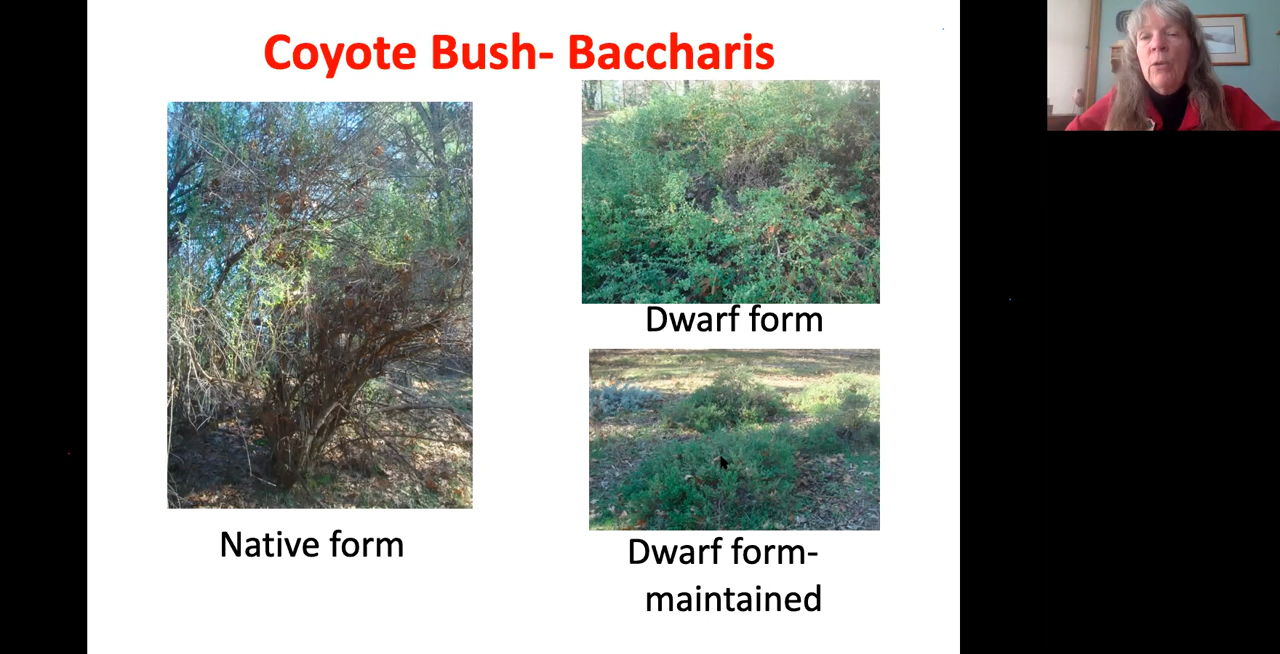 Coyote Bush- Baccharis
Native form
Dwarf form
Dwarf form-
maintained